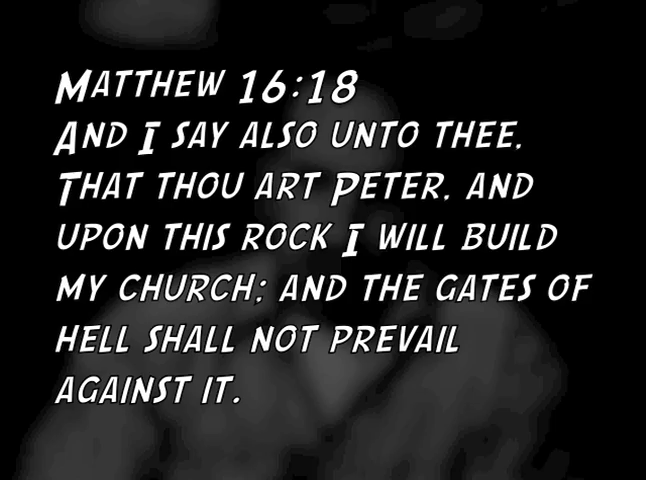 Matthew 16:18
And I say also unto thee,
That thou art Peter, and
upon this rock I will build
my church; and the gates of
hell shall not prevail
against it.